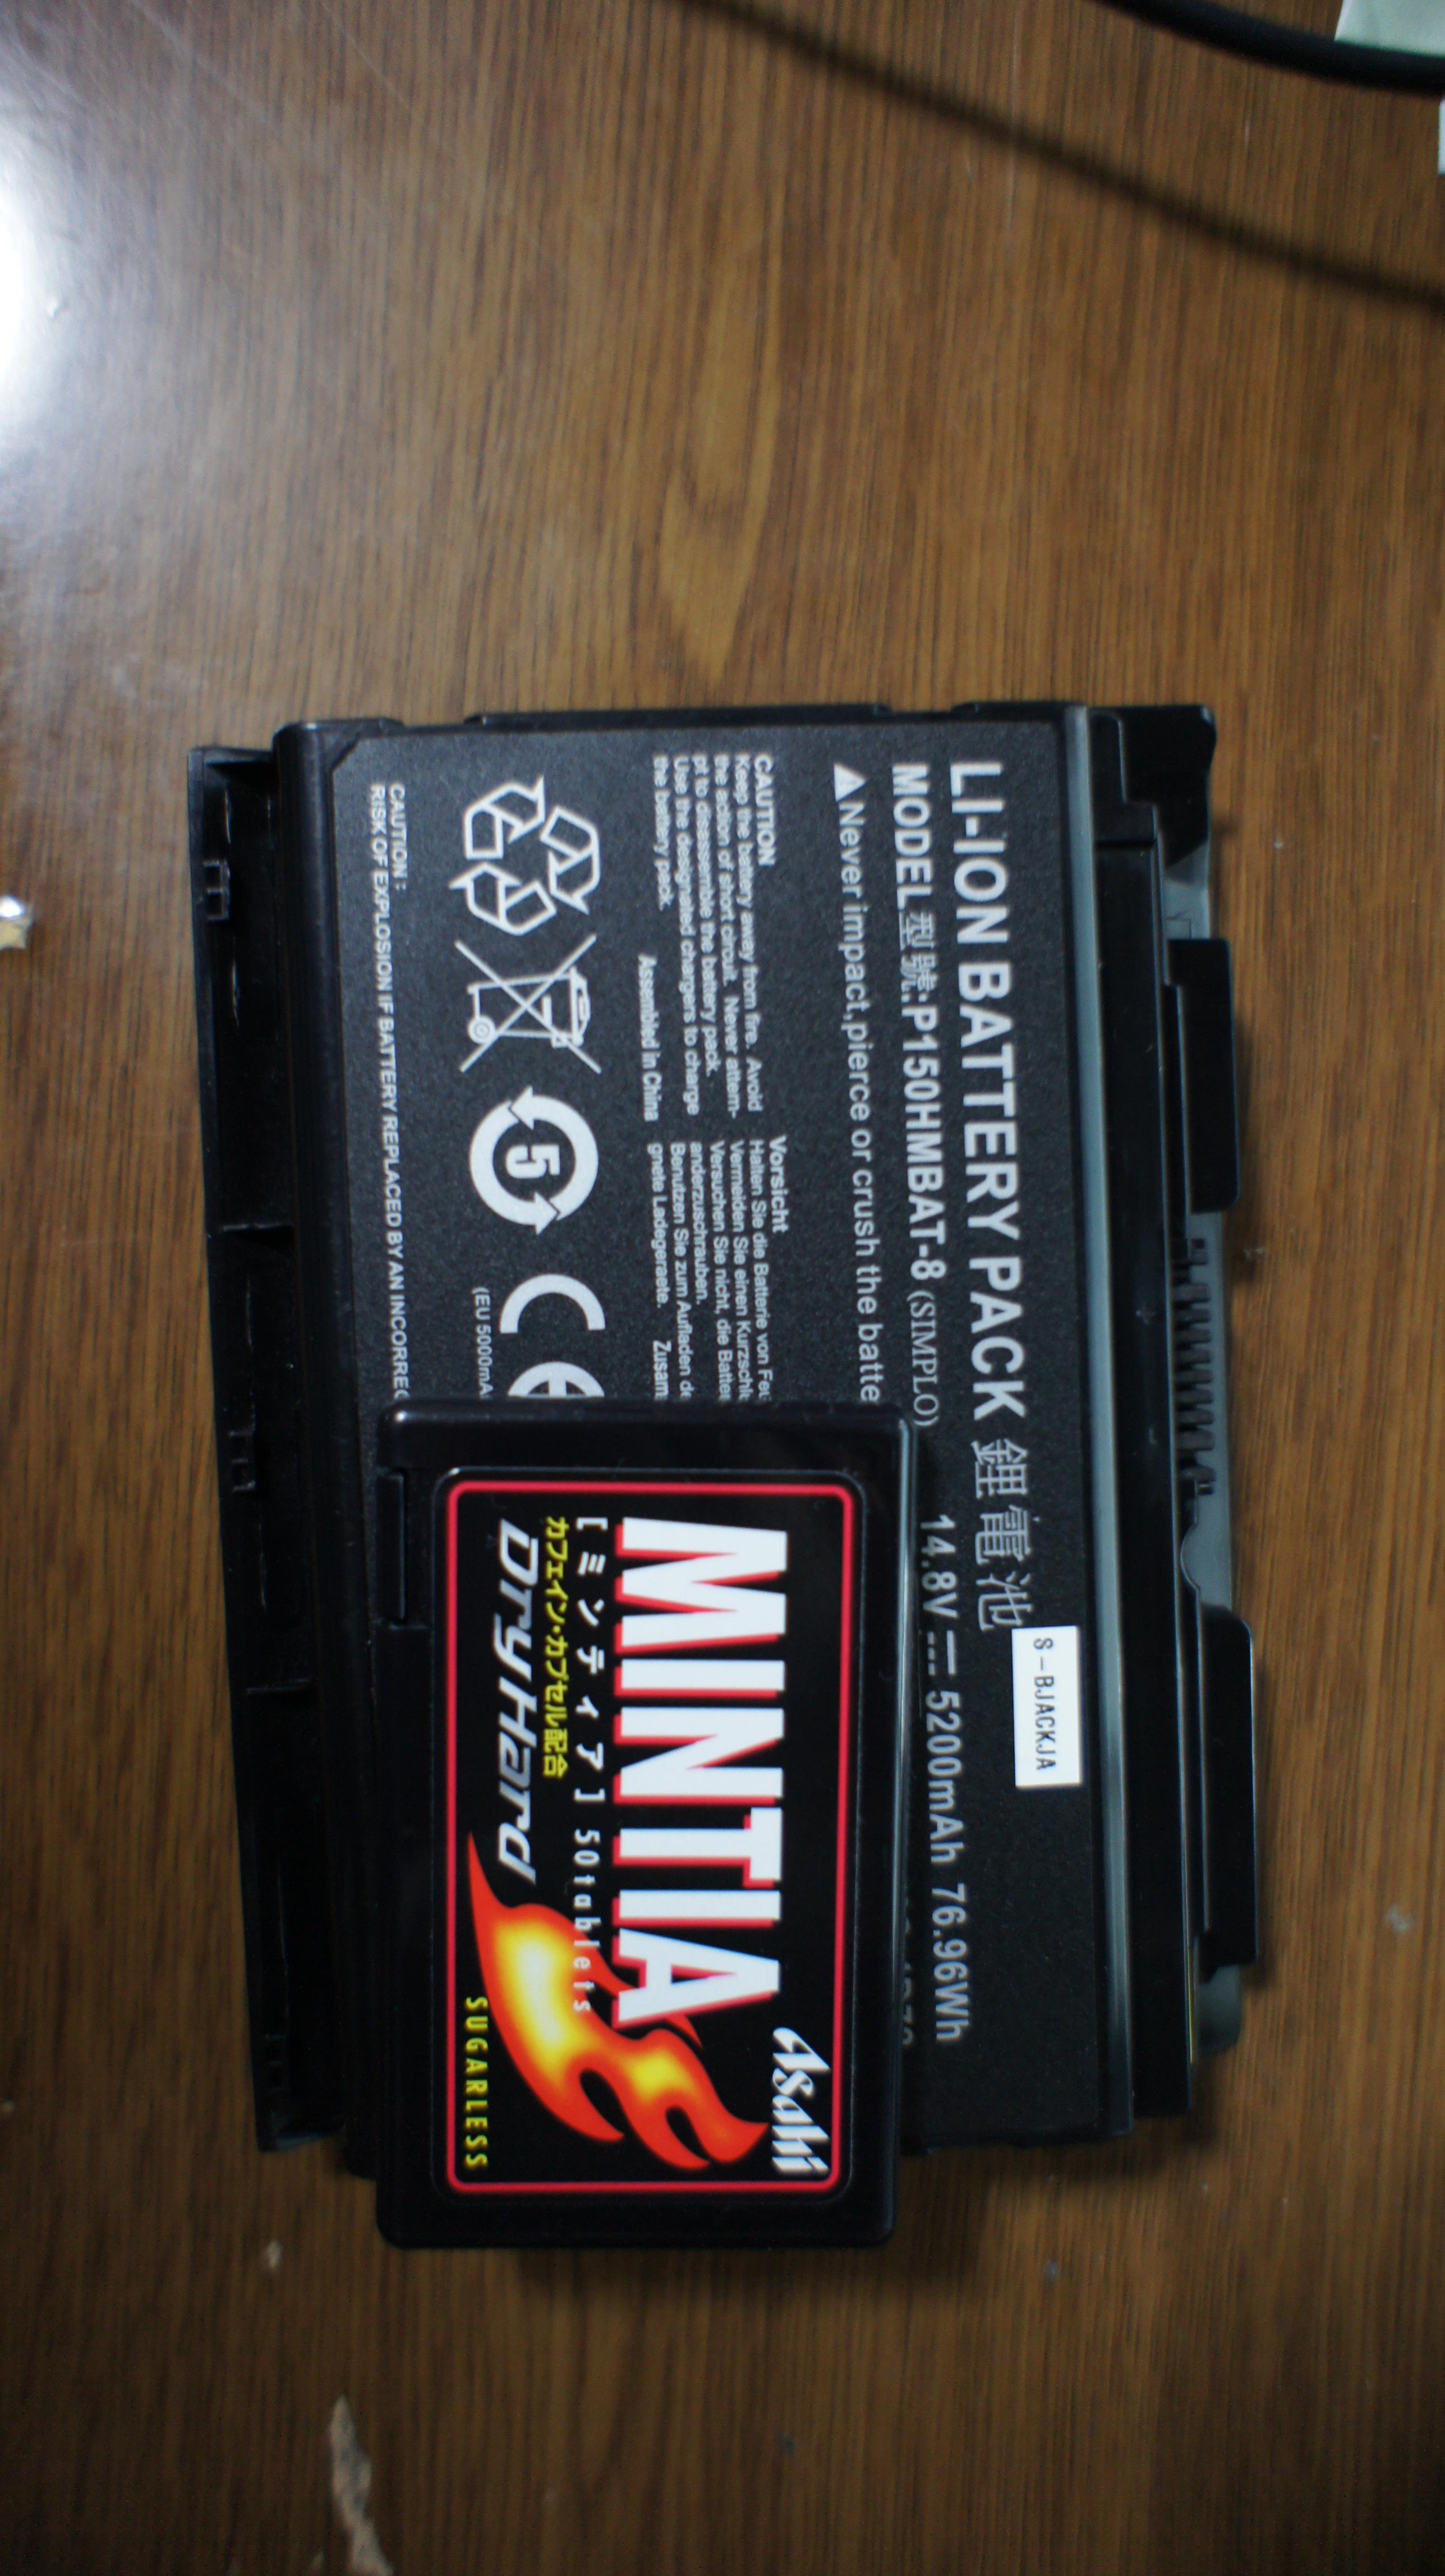 LI-ION BATTERY PACK 鋰電池
S-BJACKJA
MODEL型號:P150HMBAT-8 (SIMPLO)
14.8V 5200mAh 76.96Wh
Never impact,pierce or crush the
CAUTION
Keep the battery away from fire. Avoid
the action of short circuit. Never attem-
pt to disassemble the battery pack.
Use the designated chargers to charge
the battery pack.
Assembled in China
Vorsicht
Halten Sie die Batterie von
Vermeiden Sie einen
Versuchen Sie nicht, die
anderzuschrauben.
Benutzen Sie zum Aufladen
gnete Ladegeraete.
5
CE
(EU
CAUTION :
RISK OF EXPLOSION IF BATTERY REPLACED BY AN
Asahi
MINTIA
[ミンティア] 50tablets
カフェイン・カプセル配合
DryHard
SUGARLESS